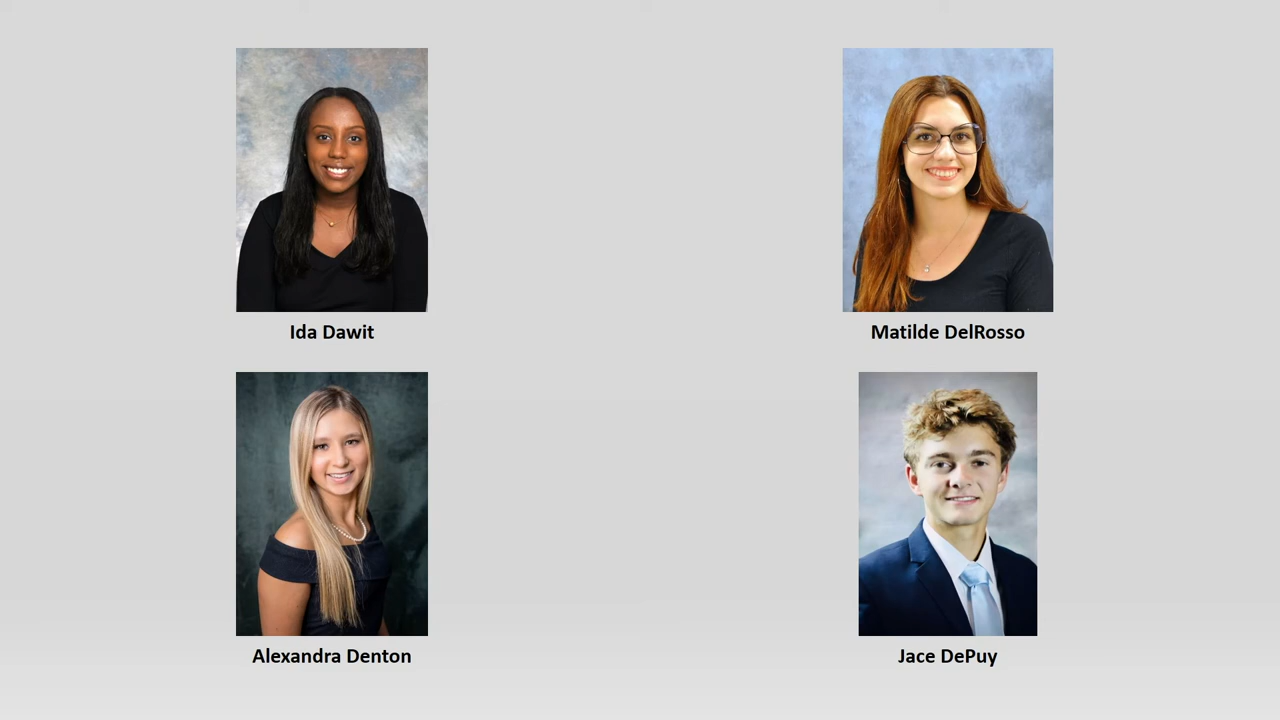 Ida Dawit
Matilde DelRosso
Alexandra Denton
Jace DePuy